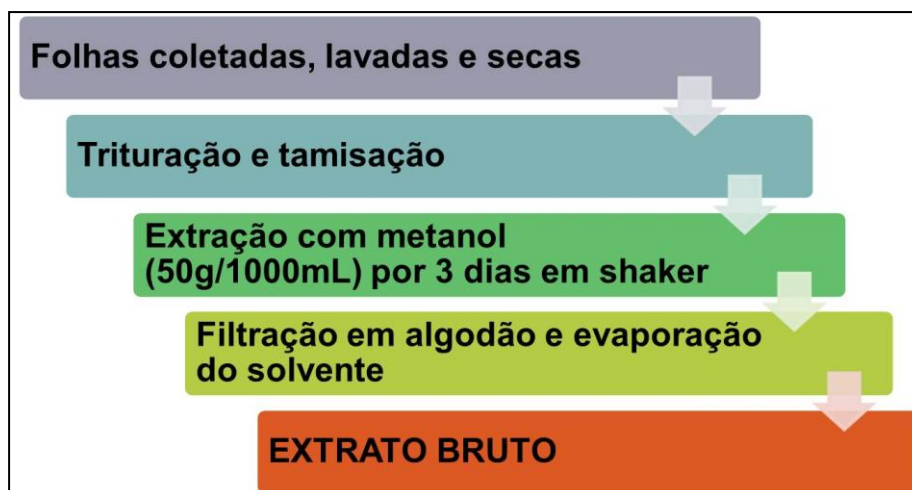 Folhas coletadas, lavadas e secas
Trituração e tamisação
Extração com metanol
(50g/1000mL) por 3 dias em shaker
Filtração em algodão e evaporação
do solvente
EXTRATO BRUTO